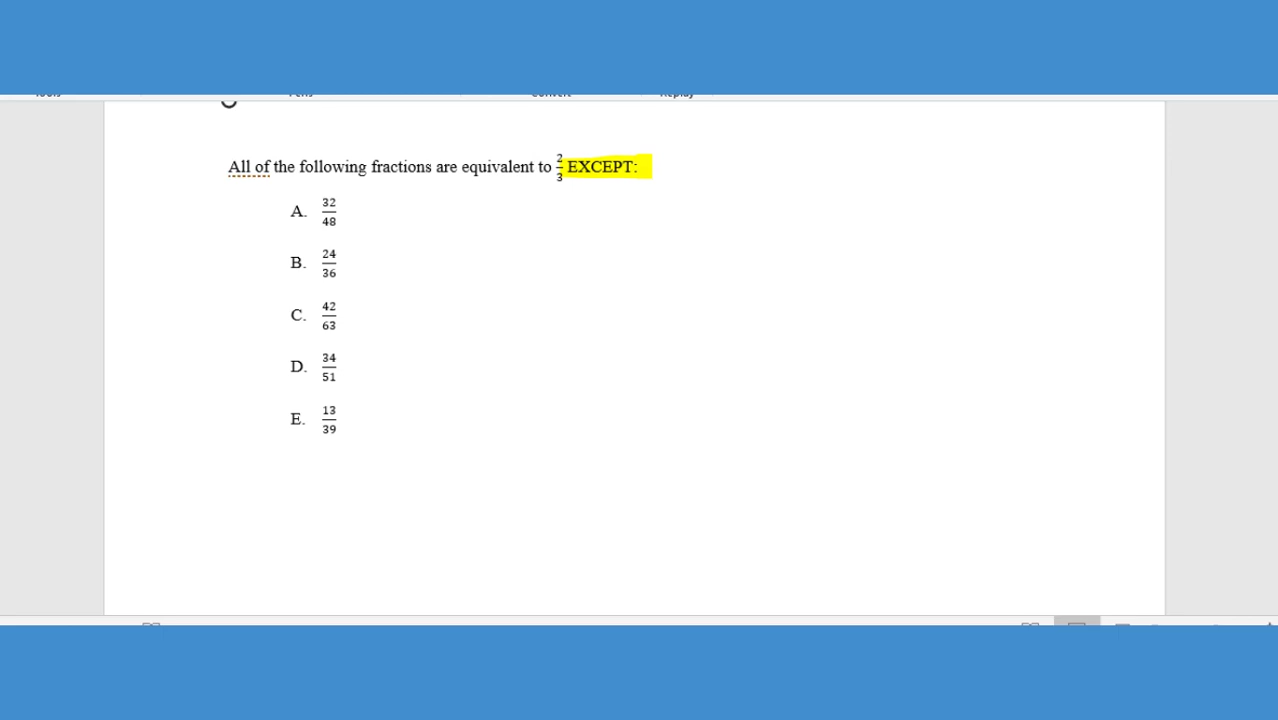 All of the following fractions are equivalent to 2/3 EXCEPT:
A. 32/48
B. 24/36
C. 42/63
D. 34/51
E. 13/39